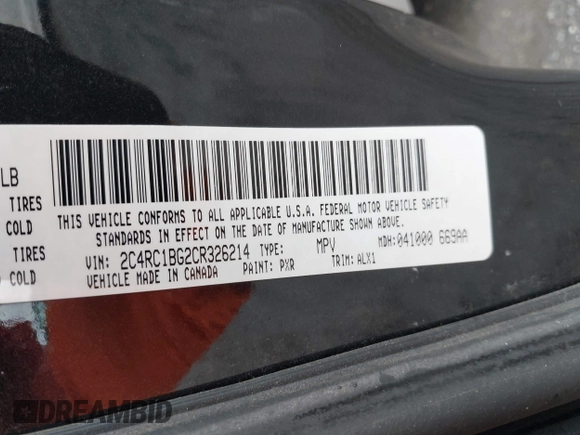 LB
TIRES
COLD
TIRES
COLD
THIS VEHICLE CONFORMS TO ALL APPLICABLE U.S.A. FEDERAL MOTOR VEHICLE SAFETY
STANDARDS IN EFFECT ON THE DATE OF MANUFACTURE SHOWN ABOVE.
VIN: 2C4RC1BG2CR326214 TYPE: MPV MDH:041000 669AA
VEHICLE MADE IN CANADA PAINT: PXR TRIM:ALX1
DREAMBID